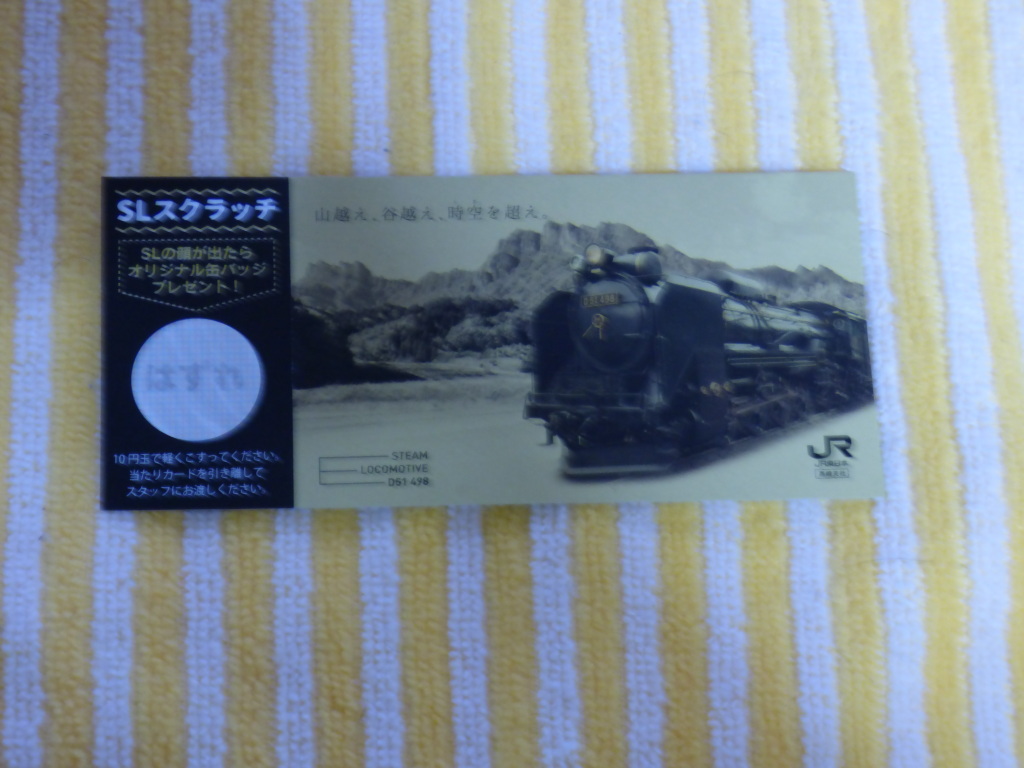 SLスクラッチ
SLの顔が出たら
オリジナル缶バッジ
プレゼント！
はずれ
10円玉で軽くこすってください。
当たりカードを引き離して
スタッフにお渡しください。
山越え、谷越え、時空を超え。
D51 498
STEAM
LOCOMOTIVE
D51 498
JR